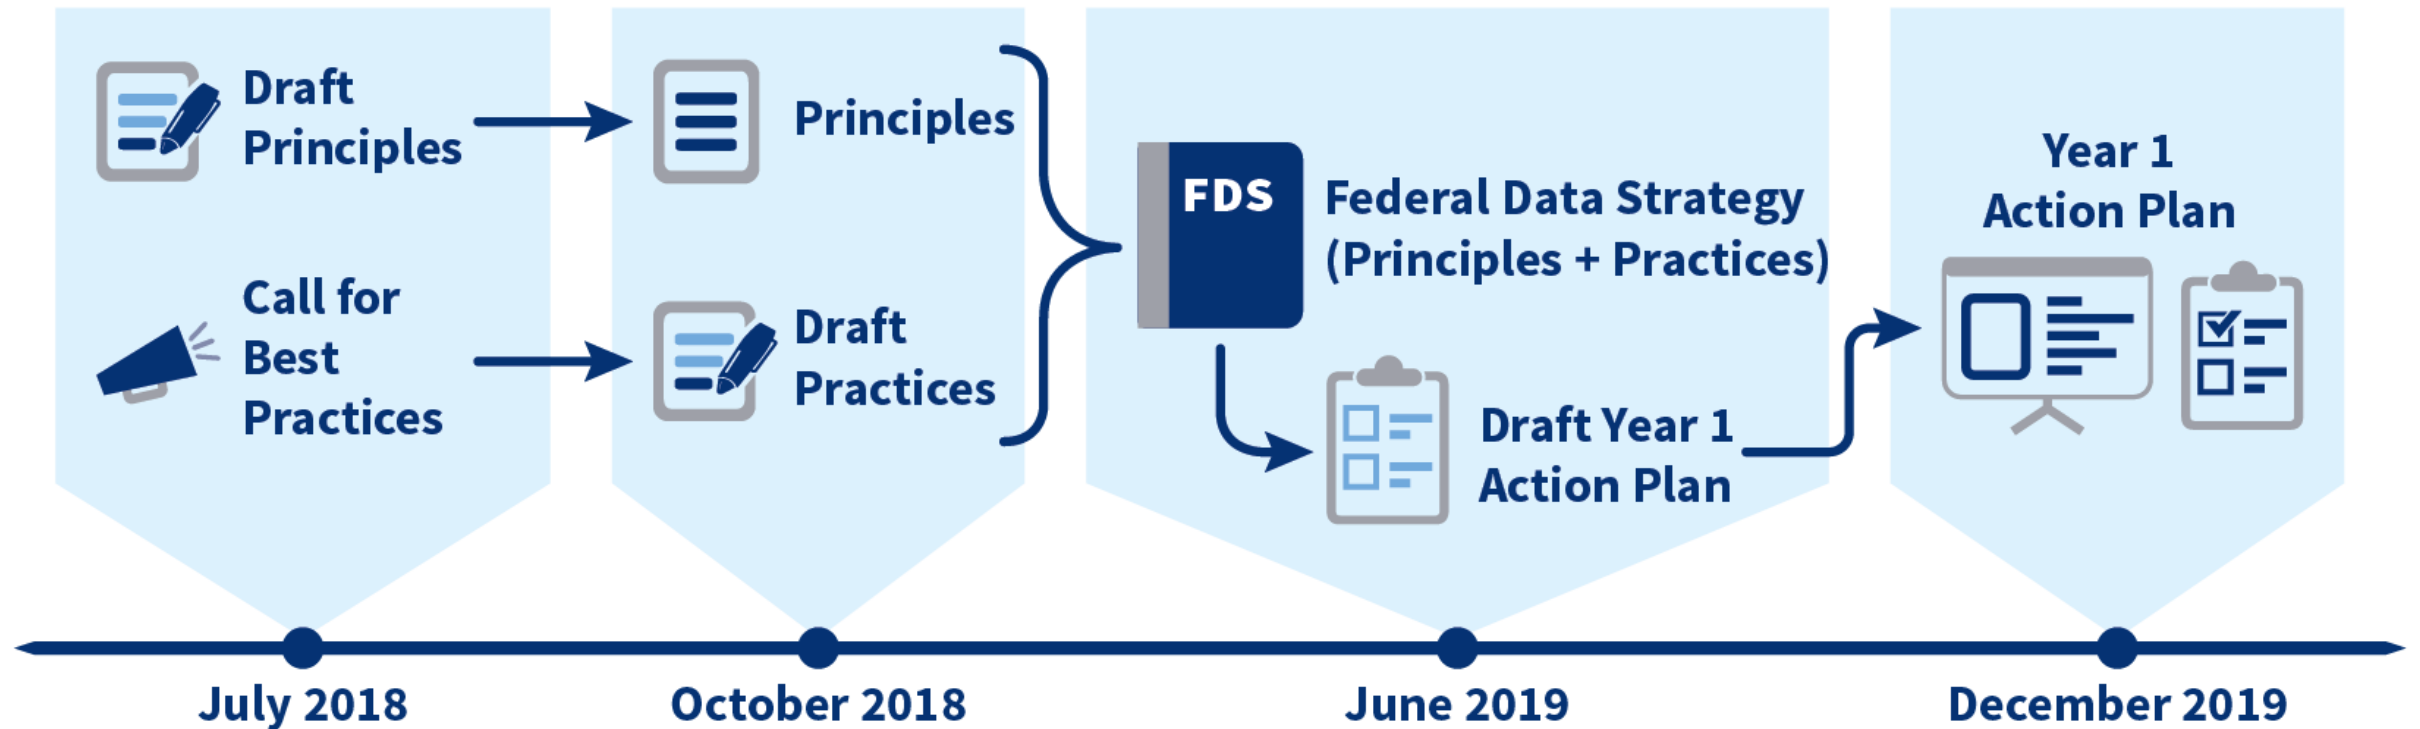 Draft
Principles
Call for
Best
Practices
Principles
Draft
Practices
FDS
Federal Data Strategy
(Principles + Practices)
Draft Year 1
Action Plan
Year 1
Action Plan
July 2018
October 2018
June 2019
December 2019